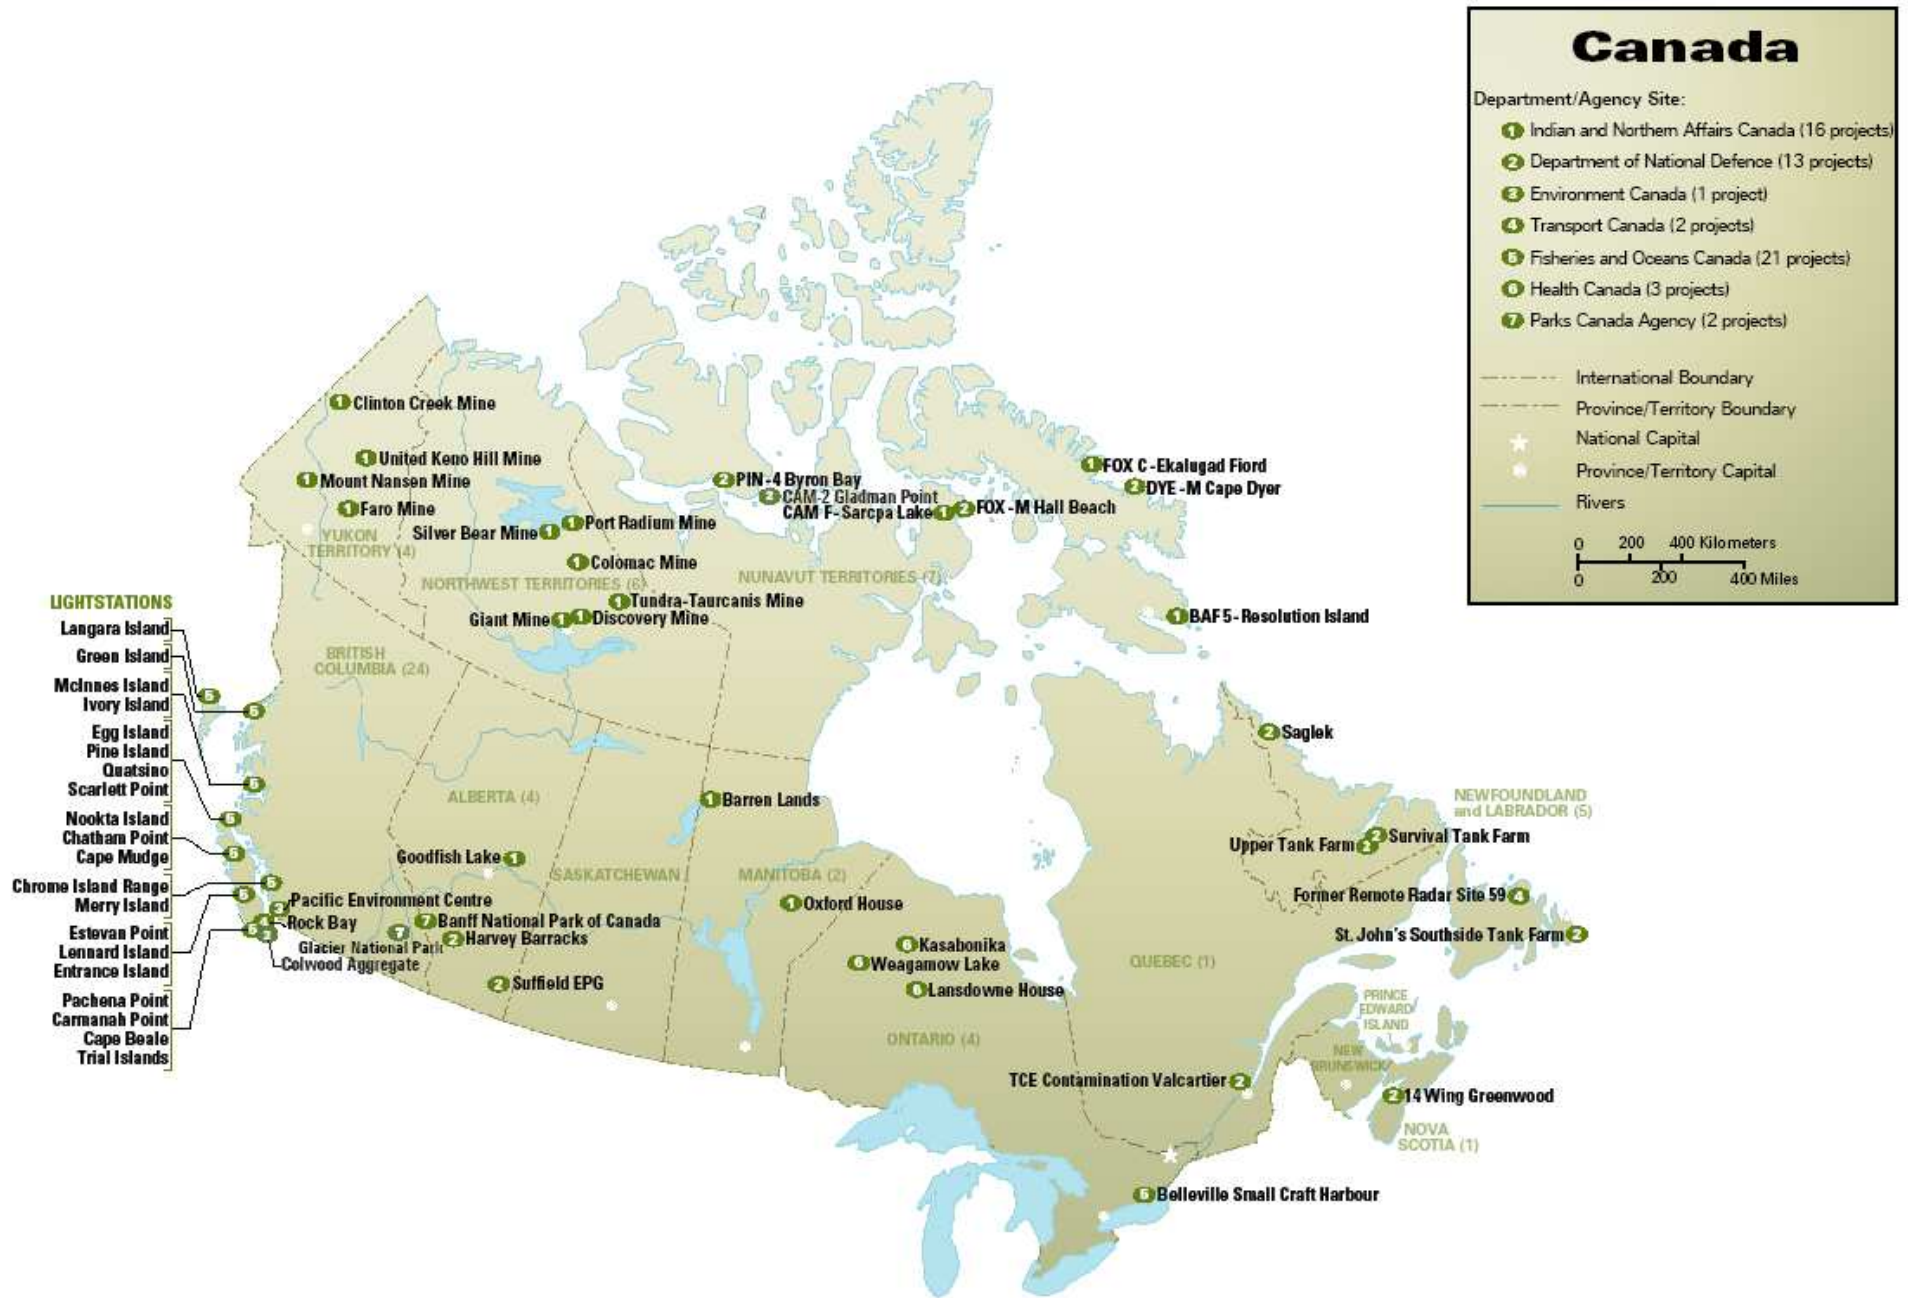 Canada
Department/Agency Site:
1 Indian and Northern Affairs Canada (16 projects)
2 Department of National Defence (13 projects)
3 Environment Canada (1 project)
4 Transport Canada (2 projects)
5 Fisheries and Oceans Canada (21 projects)
6 Health Canada (3 projects)
7 Parks Canada Agency (2 projects)
International Boundary
Province/Territory Boundary
National Capital
Province/Territory Capital
Rivers
0 200 400 Kilometers
0 200 400 Miles
1 Clinton Creek Mine
1 United Keno Hill Mine
1 Mount Nansen Mine
1 Faro Mine
YUKON
TERRITORY (4)
Silver Bear Mine 1
1 Port Radium Mine
1 Colomac Mine
NORTHWEST TERRITORIES (6)
1 Tundra-Taurcanis Mine
Giant Mine 1
1 Discovery Mine
2 PIN-4 Byron Bay
2 CAM-2 Gladman Point
CAM F-Sarcpa Lake 1
2 FOX-M Hall Beach
1 FOX C-Ekalugad Fiord
2 DYE-M Cape Dyer
NUNAVUT TERRITORIES (7)
1 BAF 5-Resolution Island
LIGHTSTATIONS
Langara Island
Green Island
McInnes Island
Ivory Island
Egg Island
Pine Island
Quatsino
Scarlett Point
Nookta Island
Chatham Point
Cape Mudge
Chrome Island Range
Merry Island
Estevan Point
Lennard Island
Entrance Island
Pachena Point
Carmanah Point
Cape Beale
Trial Islands
5
5
5
5
5
5
5
5
BRITISH
COLUMBIA (24)
3 Pacific Environment Centre
4 Rock Bay
2 Colwood Aggregate
7
Glacier National Park
7 Banff National Park of Canada
2 Harvey Barracks
2 Suffield EPG
ALBERTA (4)
Goodfish Lake 1
SASKATCHEWAN
1 Barren Lands
MANITOBA (2)
1 Oxford House
6 Kasabonika
6 Weagamow Lake
6 Lansdowne House
ONTARIO (4)
QUEBEC (1)
TCE Contamination Valcartier 2
5 Belleville Small Craft Harbour
2 Saglek
NEWFOUNDLAND
and LABRADOR (5)
2 Survival Tank Farm
Upper Tank Farm 2
Former Remote Radar Site 59 4
St. John's Southside Tank Farm 2
PRINCE
EDWARD
ISLAND
NEW
BRUNSWICK
2 14 Wing Greenwood
NOVA
SCOTIA (1)